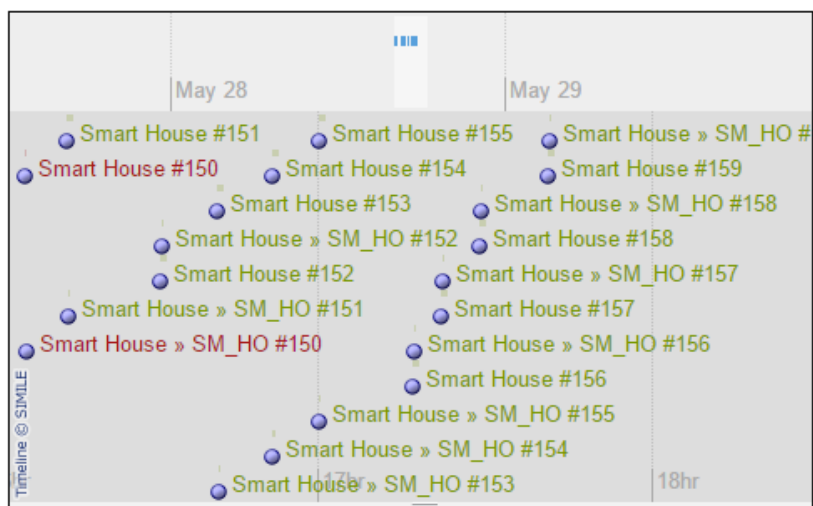 May 28
May 29
Smart House #151
Smart House #155
Smart House » SM_HO #
Smart House #150
Smart House #154
Smart House #159
Smart House #153
Smart House » SM_HO #158
Smart House » SM_HO #152
Smart House #158
Smart House #152
Smart House » SM_HO #157
Smart House » SM_HO #151
Smart House #157
Smart House » SM_HO #150
Smart House » SM_HO #156
Smart House #156
Smart House » SM_HO #155
Smart House » SM_HO #154
17hr
18hr
Smart House » SM_HO #153
Timeline © SIMILE